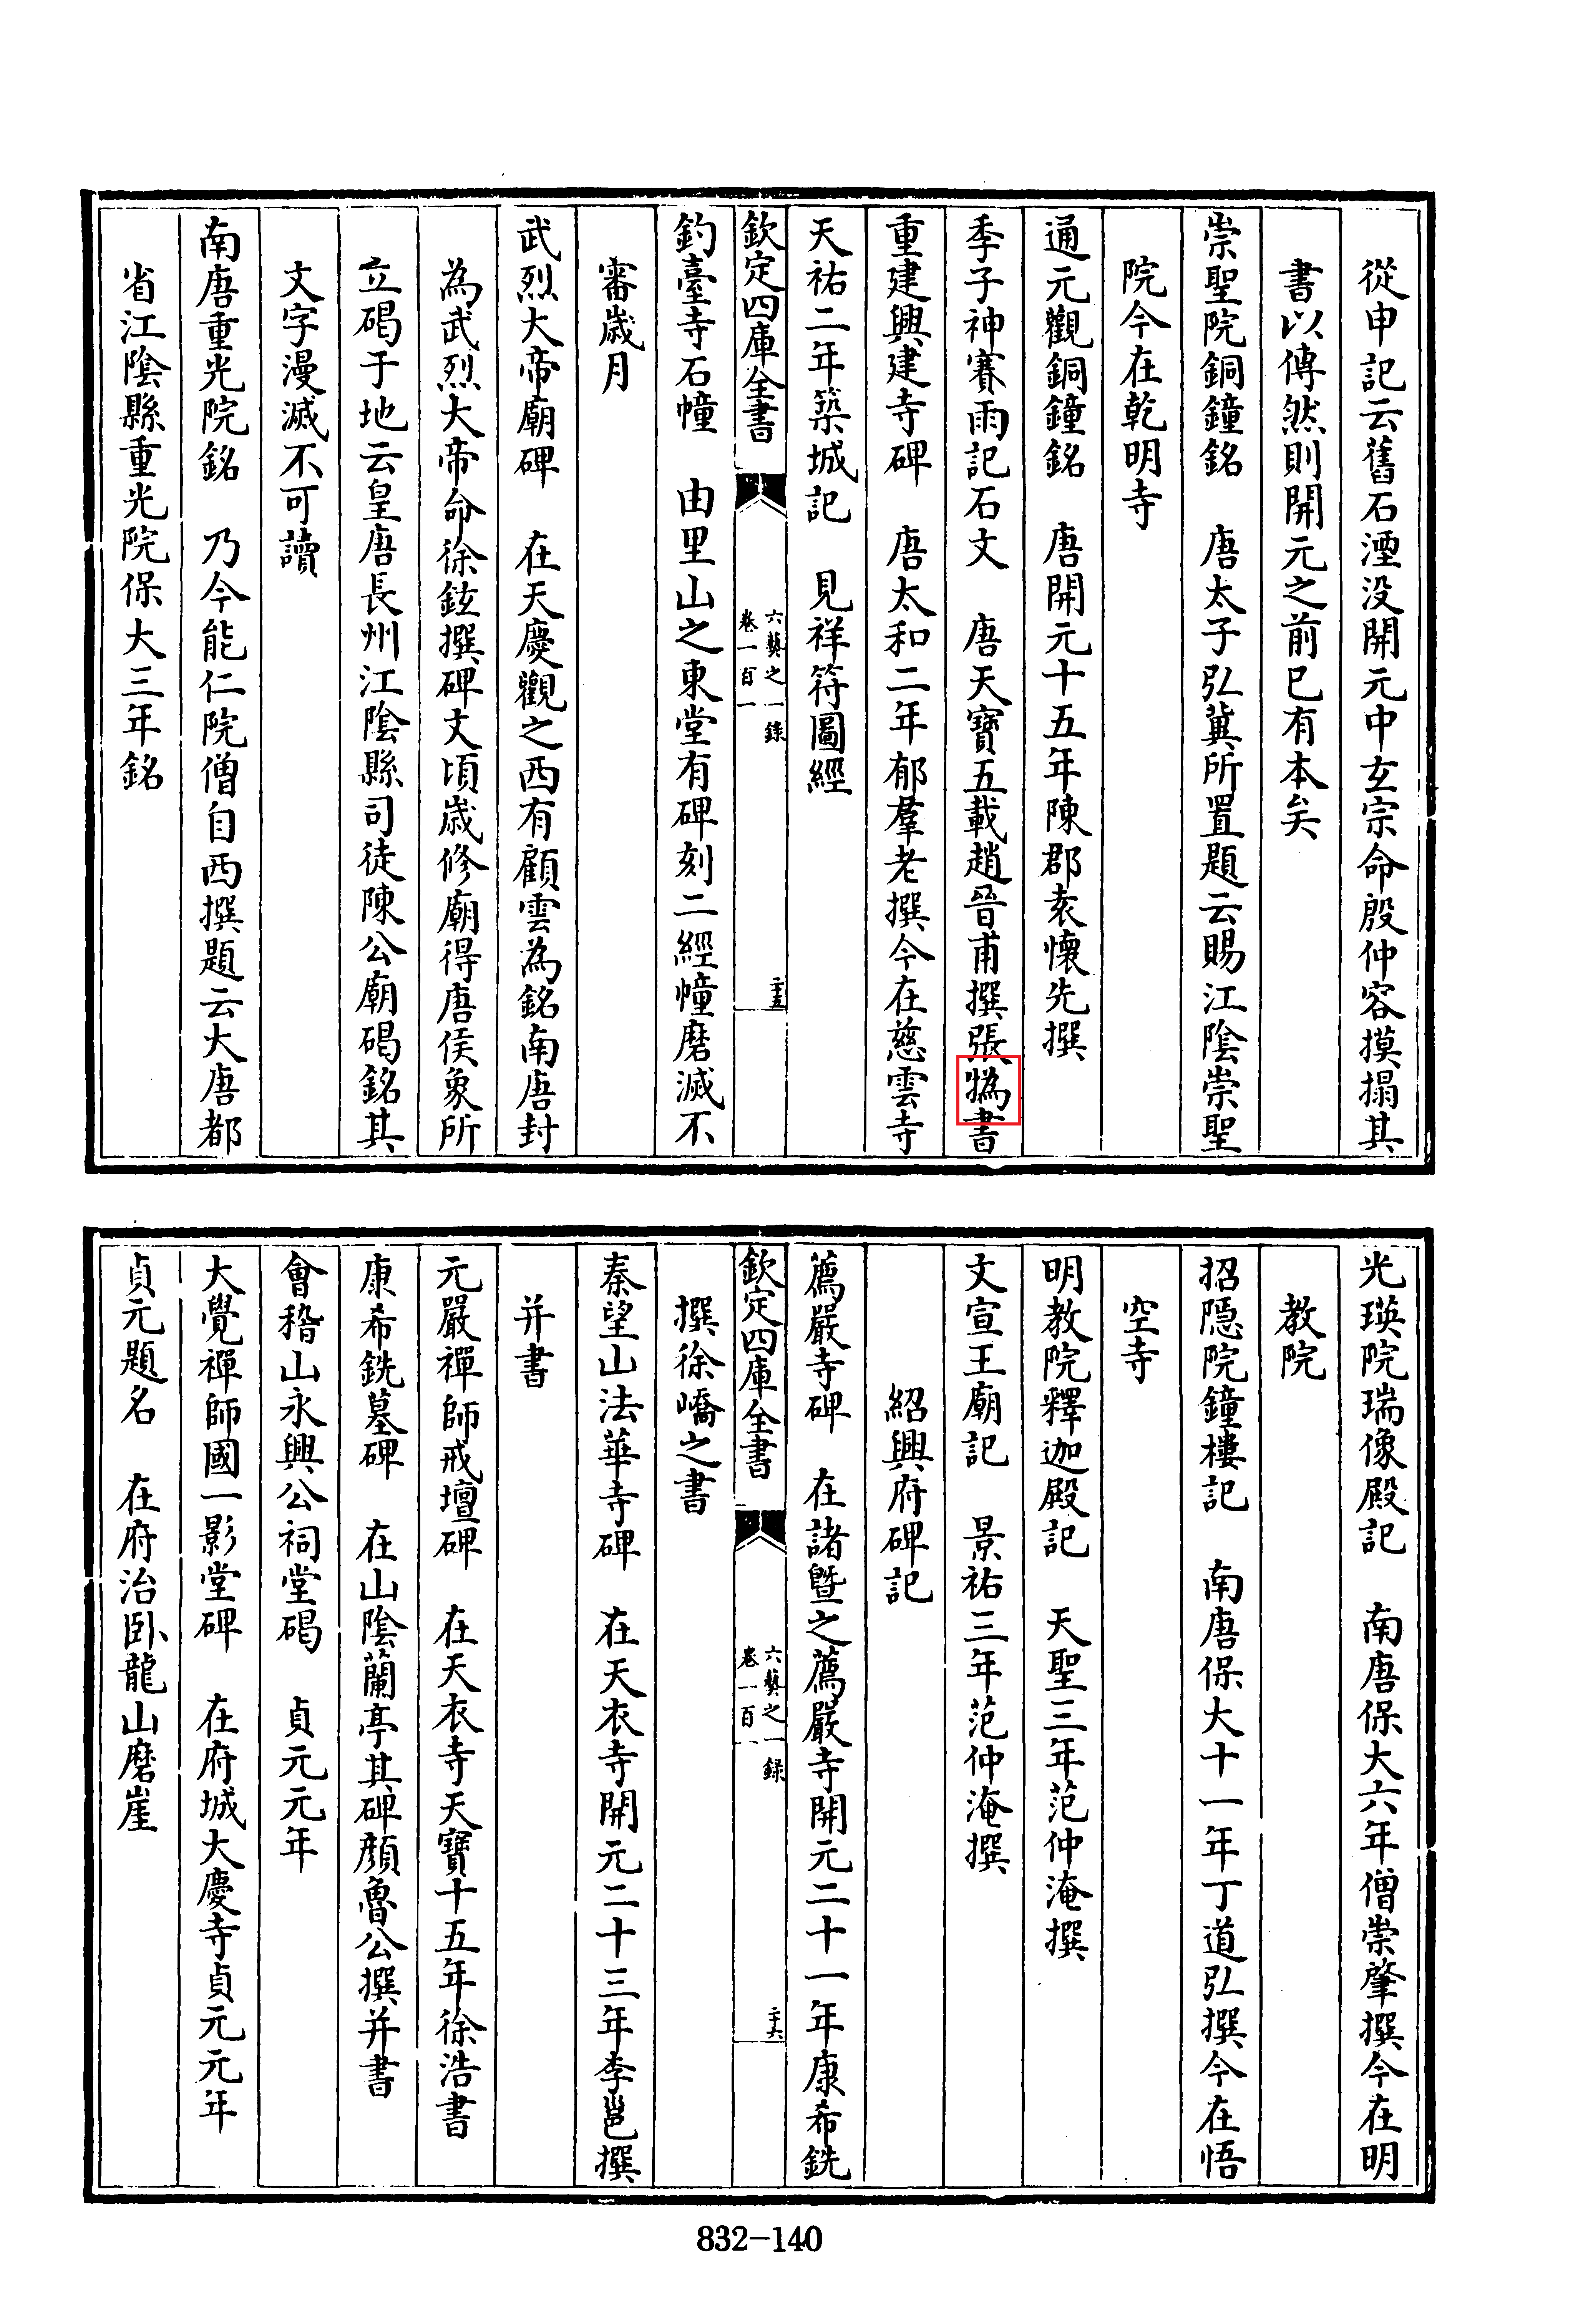 從申記云舊石湮没開元中玄宗命殷仲容摸搨其
書以傳然則開元之前已有本矣
崇聖院銅鐘銘　唐太子弘冀所置題云賜江陰崇聖
院今在乾明寺
通元觀銅鐘銘　唐開元十五年陳郡袁懷先撰
季子神賽雨記石文　唐天寶五載趙晉甫撰張書
重建興建寺碑　唐太和二年郁羣老撰今在慈雲寺
天祐二年築城記　見祥符圖經
欽定四庫全書
六藝之一錄
卷一百一
二十五
釣臺寺石幢　由里山之東堂有碑刻二經幢磨滅不
審歲月
武烈大帝廟碑　在天慶觀之西有顧雲為銘南唐封
為武烈大帝命徐鉉撰碑文頃歲修廟得唐侯象所
立碣于地云皇唐長州江陰縣司徒陳公廟碣銘其
文字漫滅不可讀
南唐重光院銘　乃今能仁院僧自西撰題云大唐都
省江陰縣重光院保大三年銘
光瑛院瑞像殿記　南唐保大六年僧崇肇撰今在明
教院
招隱院鐘樓記　南唐保大十一年丁道弘撰今在悟
空寺
明教院釋迦殿記　天聖三年范仲淹撰
文宣王廟記　景祐三年范仲淹撰
紹興府碑記
薦嚴寺碑　在諸暨之薦嚴寺開元二十一年康希銑
欽定四庫全書
六藝之一錄
卷一百一
二十六
撰徐嶠之書
秦望山法華寺碑　在天衣寺開元二十三年李邕撰
并書
元嚴禪師戒壇碑　在天衣寺天寶十五年徐浩書
康希銑墓碑　在山陰蘭亭其碑顏魯公撰并書
會稽山永興公祠堂碣　貞元元年
大覺禪師國一影堂碑　在府城大慶寺貞元元年
貞元題名　在府治臥龍山磨崖
832-140